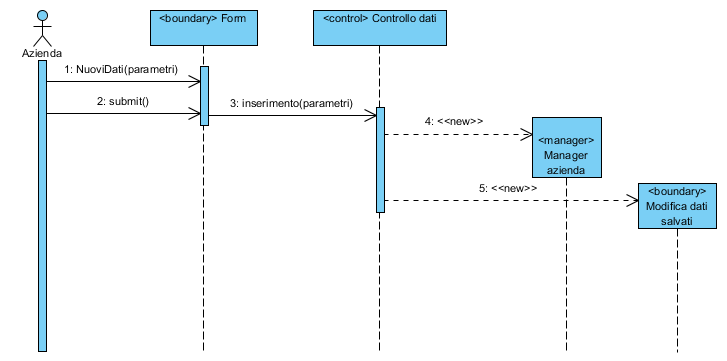 <boundary> Form
<control> Controllo dati
Azienda
1: NuoviDati(parametri)
2: submit()
3: inserimento(parametri)
4: <<new>>
<manager>
Manager
azienda
5: <<new>>
<boundary>
Modifica dati
salvati